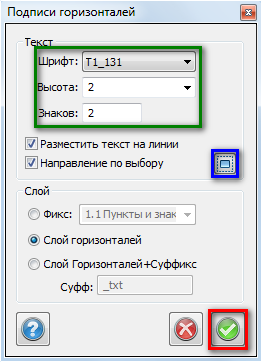 Подписи горизонталей
Текст
Шрифт: T1_131
Высота: 2
Знаков: 2
Разместить текст на линии
Направление по выбору
Слой
Фикс: 1.1 Пункты и знак
Слой горизонталей
Слой Горизонталей+Суффикс
Суфф: _txt